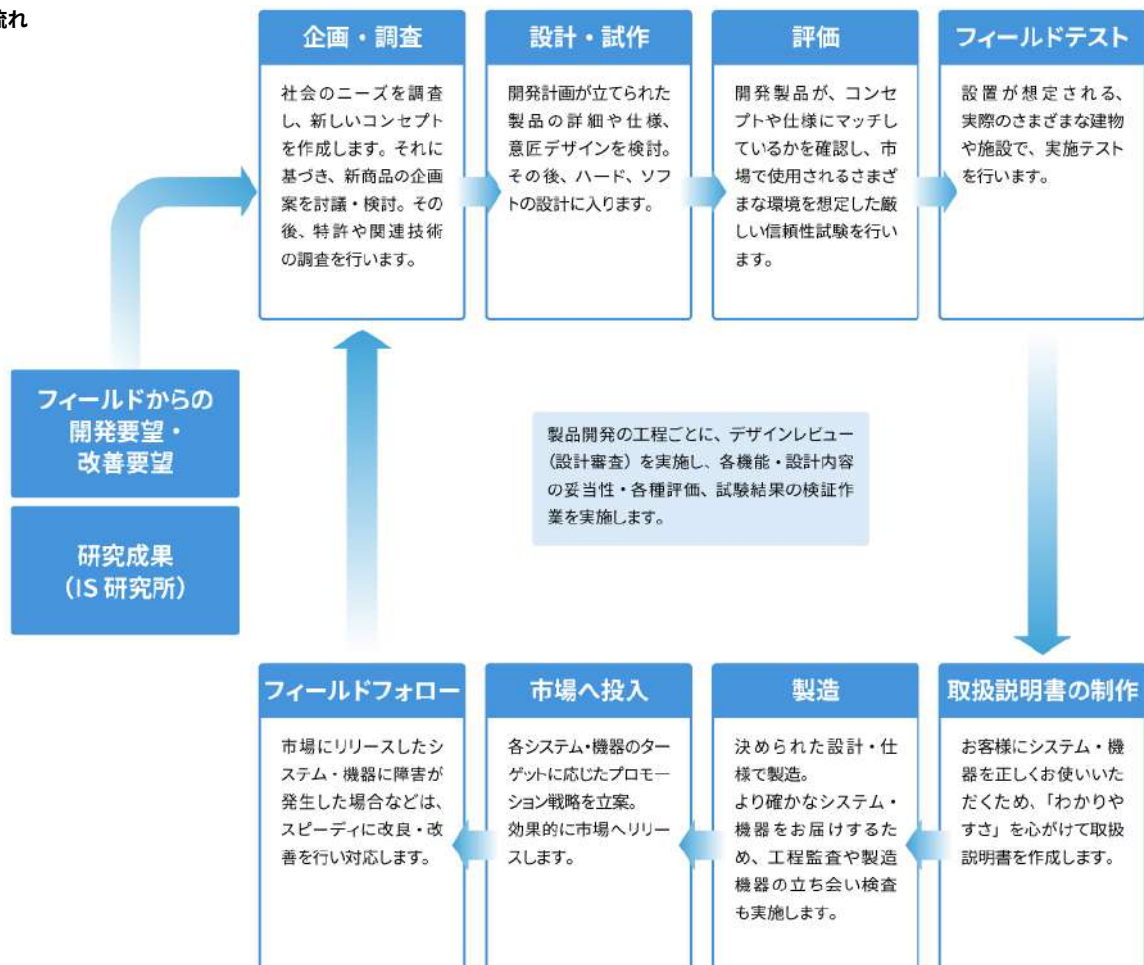 流れ
企画・調査
社会のニーズを調査
し、新しいコンセプト
を作成します。それに
基づき、新商品の企画
案を討議・検討。その
後、特許や関連技術
の調査を行います。
設計・試作
開発計画が立てられた
製品の詳細や仕様、
意匠デザインを検討。
その後、ハード、ソフ
トの設計に入ります。
評価
開発製品が、コンセ
プトや仕様にマッチし
ているかを確認し、市
場で使用されるさまざ
まな環境を想定した厳
しい信頼性試験を行い
ます。
フィールドテスト
設置が想定される、
実際のさまざまな建物
や施設で、実施テスト
を行います。
フィールドからの
開発要望・
改善要望
研究成果
（IS 研究所）
製品開発の工程ごとに、デザインレビュー
（設計審査）を実施し、各機能・設計内容
の妥当性・各種評価、試験結果の検証作
業を実施します。
フィールドフォロー
市場にリリースしたシ
ステム・機器に障害が
発生した場合などは、
スピーディに改良・改
善を行い対応します。
市場へ投入
各システム・機器のター
ゲットに応じたプロモー
ション戦略を立案。
効果的に市場へリリー
スします。
製造
決められた設計・仕
様で製造。
より確かなシステム・
機器をお届けするた
め、工程監査や製造
機器の立ち会い検査
も実施します。
取扱説明書の制作
お客様にシステム・機
器を正しくお使いいた
だくため、「わかりや
すさ」を心がけて取扱
説明書を作成します。